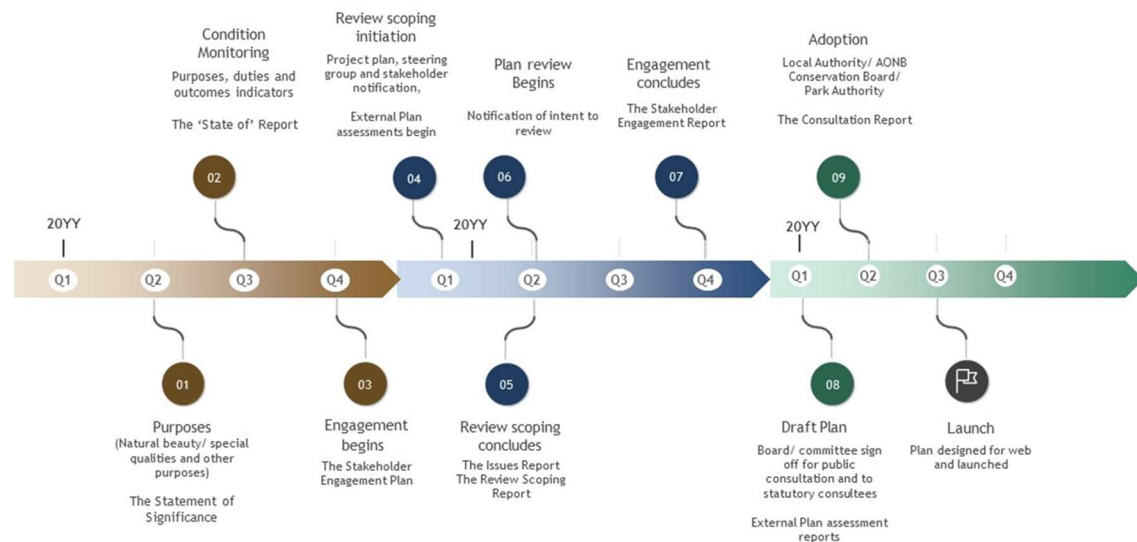 Condition
Monitoring
Purposes, duties and
outcomes indicators
The ‘State of’ Report
02
Review scoping
initiation
Project plan, steering
group and stakeholder
notification,
External Plan
assessments begin
04
Plan review
Begins
Notification of intent to
review
06
Engagement
concludes
The Stakeholder
Engagement Report
07
Adoption
Local Authority/ AONB
Conservation Board/
Park Authority
The Consultation Report
09
20YY
20YY
20YY
Q1
Q2
Q3
Q4
Q1
Q2
Q3
Q4
Q1
Q2
Q3
Q4
01
Purposes
(Natural beauty/ special
qualities and other
purposes)
The Statement of
Significance
03
Engagement
begins
The Stakeholder
Engagement Plan
05
Review scoping
concludes
The Issues Report
The Review Scoping
Report
08
Draft Plan
Board/ committee sign
off for public
consultation and to
statutory consultees
External Plan assessment
reports
Launch
Plan designed for web
and launched